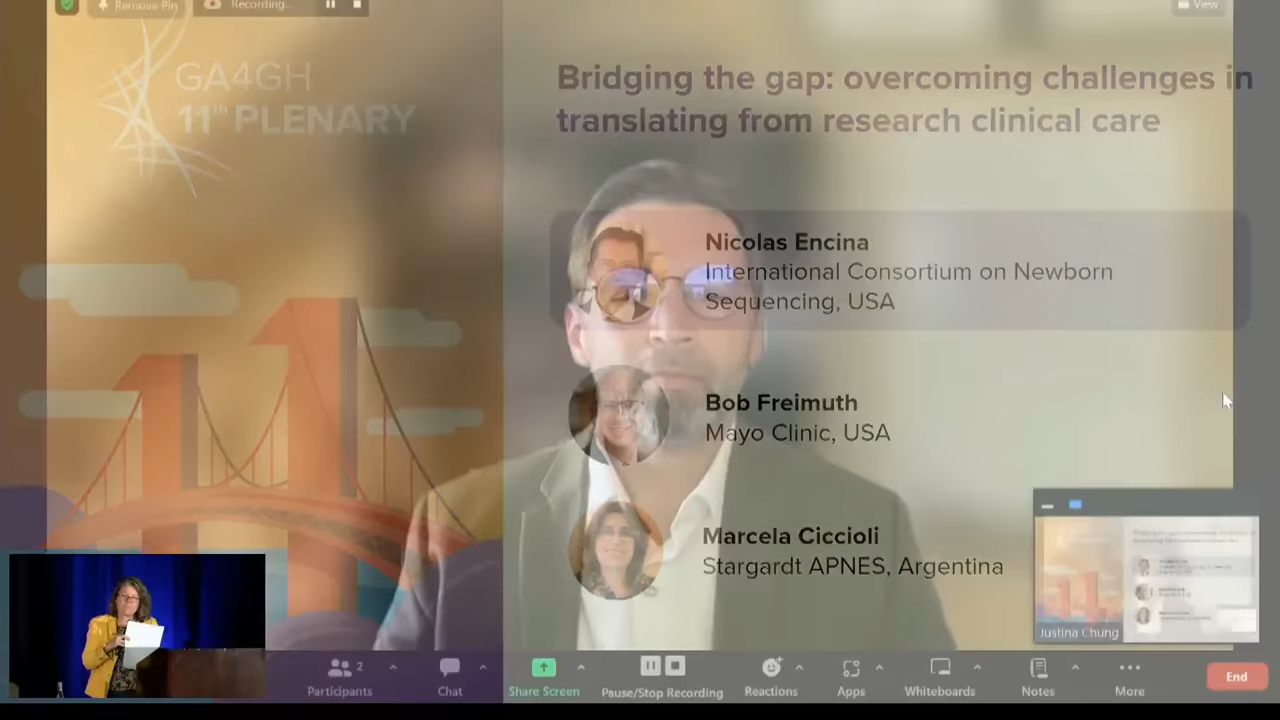 Remove Pin
Recording...
View
GA4GH
11TH PLENARY
Bridging the gap: overcoming challenges in
translating from research clinical care
Nicolas Encina
International Consortium on Newborn
Sequencing, USA
Bob Freimuth
Mayo Clinic, USA
Marcela Ciccioli
Stargardt APNES, Argentina
Justina Chung
2
Participants
Chat
Share Screen
Pause/Stop Recording
Reactions
Apps
Whiteboards
Notes
More
End